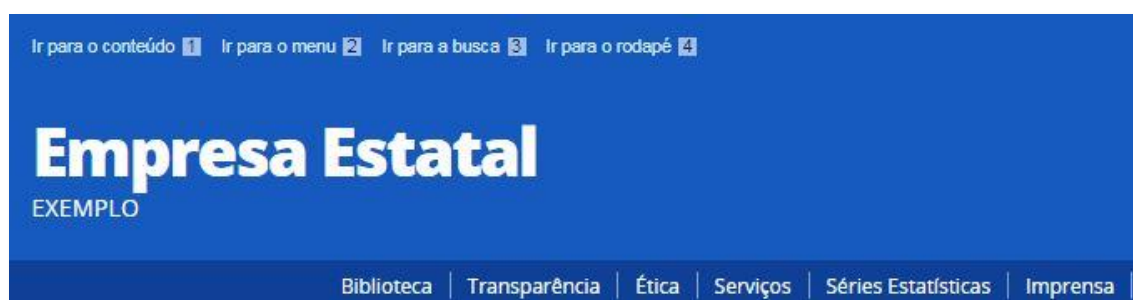 Ir para o conteúdo 1 Ir para o menu 2 Ir para a busca 3 Ir para o rodapé 4
Empresa Estatal
EXEMPLO
Biblioteca | Transparência | Ética | Serviços | Séries Estatísticas | Imprensa |